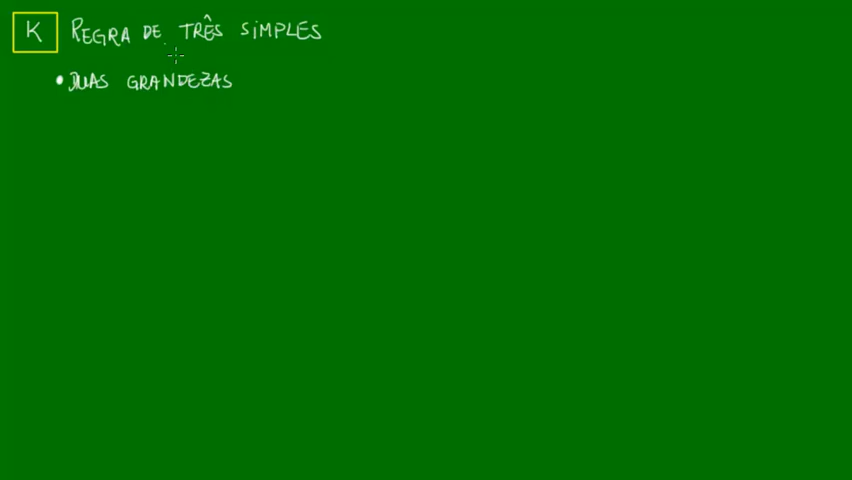 K REGRA DE TRÊS SIMPLES
• DUAS GRANDEZAS